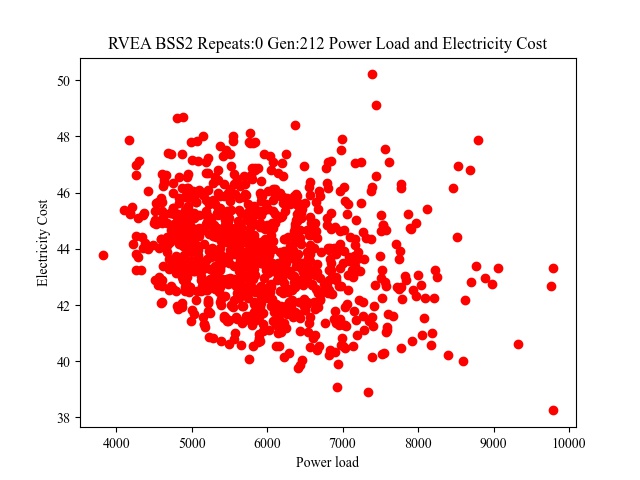 RVEA BSS2 Repeats:0 Gen:212 Power Load and Electricity Cost
50
48
46
44
42
40
38
Electricity Cost
4000 5000 6000 7000 8000 9000 10000
Power load